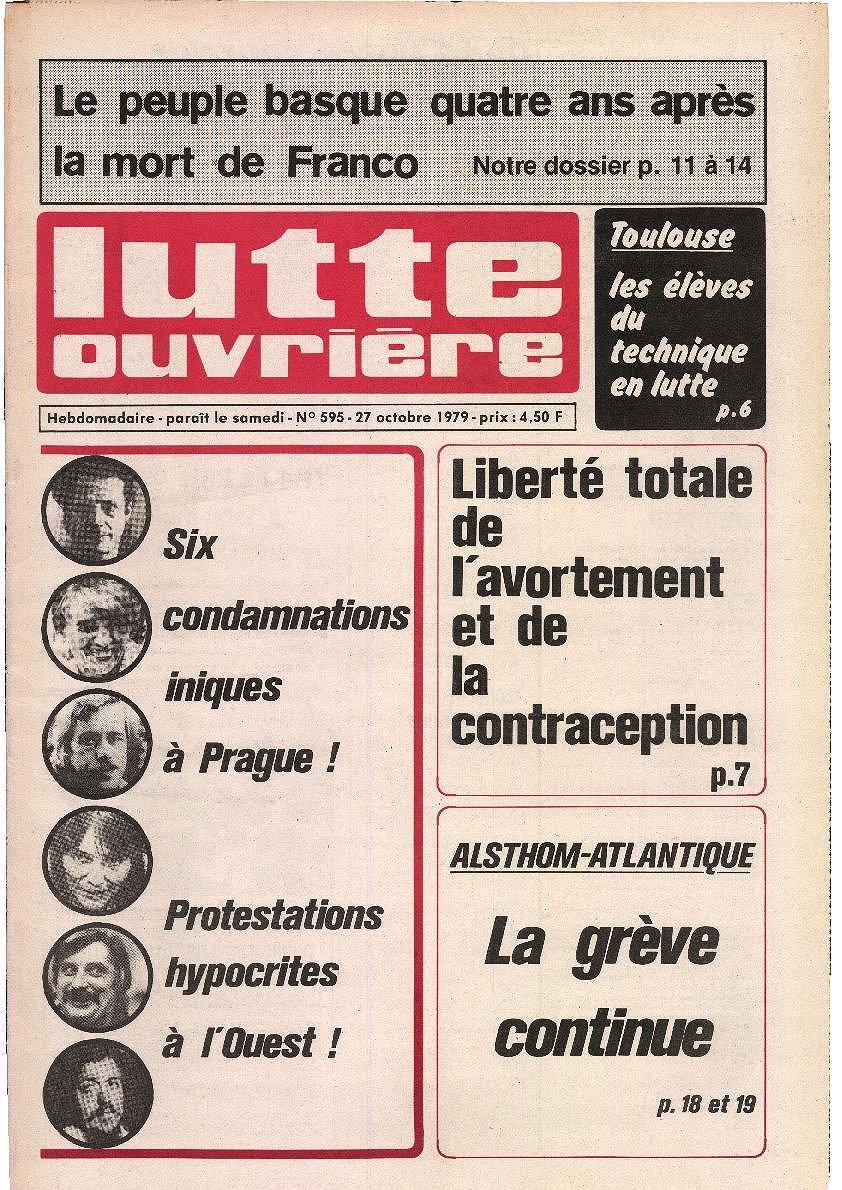 Le peuple basque quatre ans après
la mort de Franco Notre dossier p. 11 à 14
lutte
ouvrière
Toulouse
les élèves
du
technique
en lutte
p.6
Hebdomadaire - paraît le samedi - N° 595 - 27 octobre 1979 - prix : 4,50 F
Six
condamnations
iniques
à Prague !
Protestations
hypocrites
à l'Ouest !
Liberté totale
de
l'avortement
et de
la
contraception
p.7
ALSTHOM-ATLANTIQUE
La grève
continue
p. 18 et 19